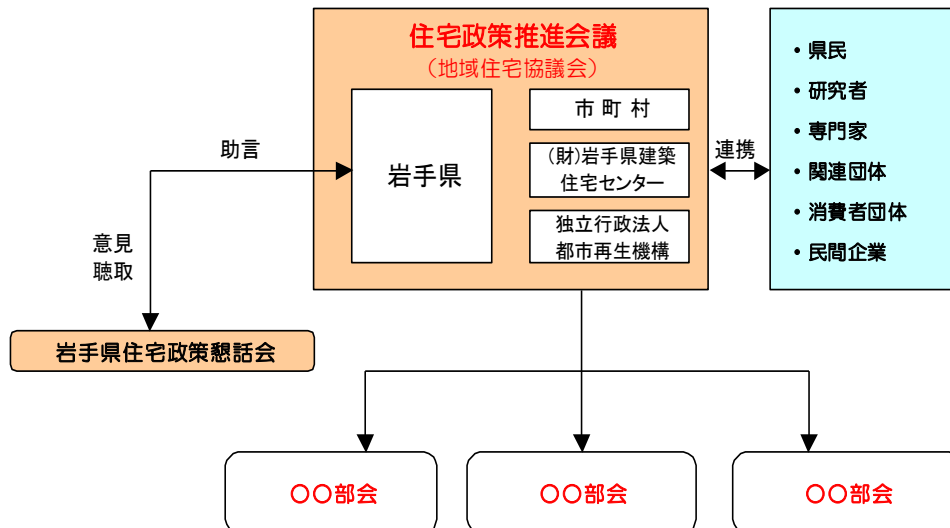 住宅政策推進会議
（地域住宅協議会）
岩手県
市町村
（財）岩手県建築
住宅センター
独立行政法人
都市再生機構
助言
意見
聴取
岩手県住宅政策懇話会
連携
・県民
・研究者
・専門家
・関連団体
・消費者団体
・民間企業
〇〇部会
〇〇部会
〇〇部会